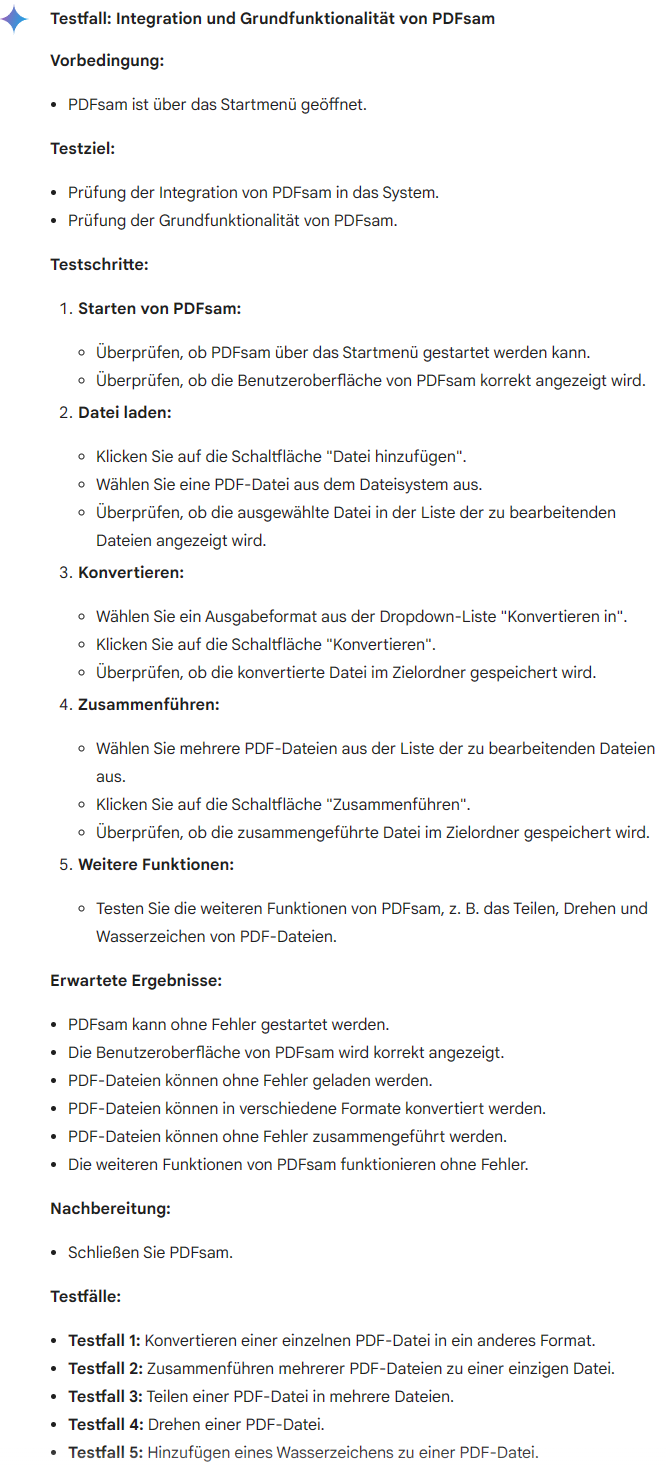 Testfall: Integration und Grundfunktionalität von PDFsam
Vorbedingung:
• PDFsam ist über das Startmenü geöffnet.
Testziel:
• Prüfung der Integration von PDFsam in das System.
• Prüfung der Grundfunktionalität von PDFsam.
Testschritte:
1. Starten von PDFsam:
◦ Überprüfen, ob PDFsam über das Startmenü gestartet werden kann.
◦ Überprüfen, ob die Benutzeroberfläche von PDFsam korrekt angezeigt wird.
2. Datei laden:
◦ Klicken Sie auf die Schaltfläche "Datei hinzufügen".
◦ Wählen Sie eine PDF-Datei aus dem Dateisystem aus.
◦ Überprüfen, ob die ausgewählte Datei in der Liste der zu bearbeitenden
Dateien angezeigt wird.
3. Konvertieren:
◦ Wählen Sie ein Ausgabeformat aus der Dropdown-Liste "Konvertieren in".
◦ Klicken Sie auf die Schaltfläche "Konvertieren".
◦ Überprüfen, ob die konvertierte Datei im Zielordner gespeichert wird.
4. Zusammenführen:
◦ Wählen Sie mehrere PDF-Dateien aus der Liste der zu bearbeitenden Dateien
aus.
◦ Klicken Sie auf die Schaltfläche "Zusammenführen".
◦ Überprüfen, ob die zusammengeführte Datei im Zielordner gespeichert wird.
5. Weitere Funktionen:
◦ Testen Sie die weiteren Funktionen von PDFsam, z. B. das Teilen, Drehen und
Wasserzeichen von PDF-Dateien.
Erwartete Ergebnisse:
• PDFsam kann ohne Fehler gestartet werden.
• Die Benutzeroberfläche von PDFsam wird korrekt angezeigt.
• PDF-Dateien können ohne Fehler geladen werden.
• PDF-Dateien können in verschiedene Formate konvertiert werden.
• PDF-Dateien können ohne Fehler zusammengeführt werden.
• Die weiteren Funktionen von PDFsam funktionieren ohne Fehler.
Nachbereitung:
• Schließen Sie PDFsam.
Testfälle:
• Testfall 1: Konvertieren einer einzelnen PDF-Datei in ein anderes Format.
• Testfall 2: Zusammenführen mehrerer PDF-Dateien zu einer einzigen Datei.
• Testfall 3: Teilen einer PDF-Datei in mehrere Dateien.
• Testfall 4: Drehen einer PDF-Datei.
• Testfall 5: Hinzufügen eines Wasserzeichens zu einer PDF-Datei.